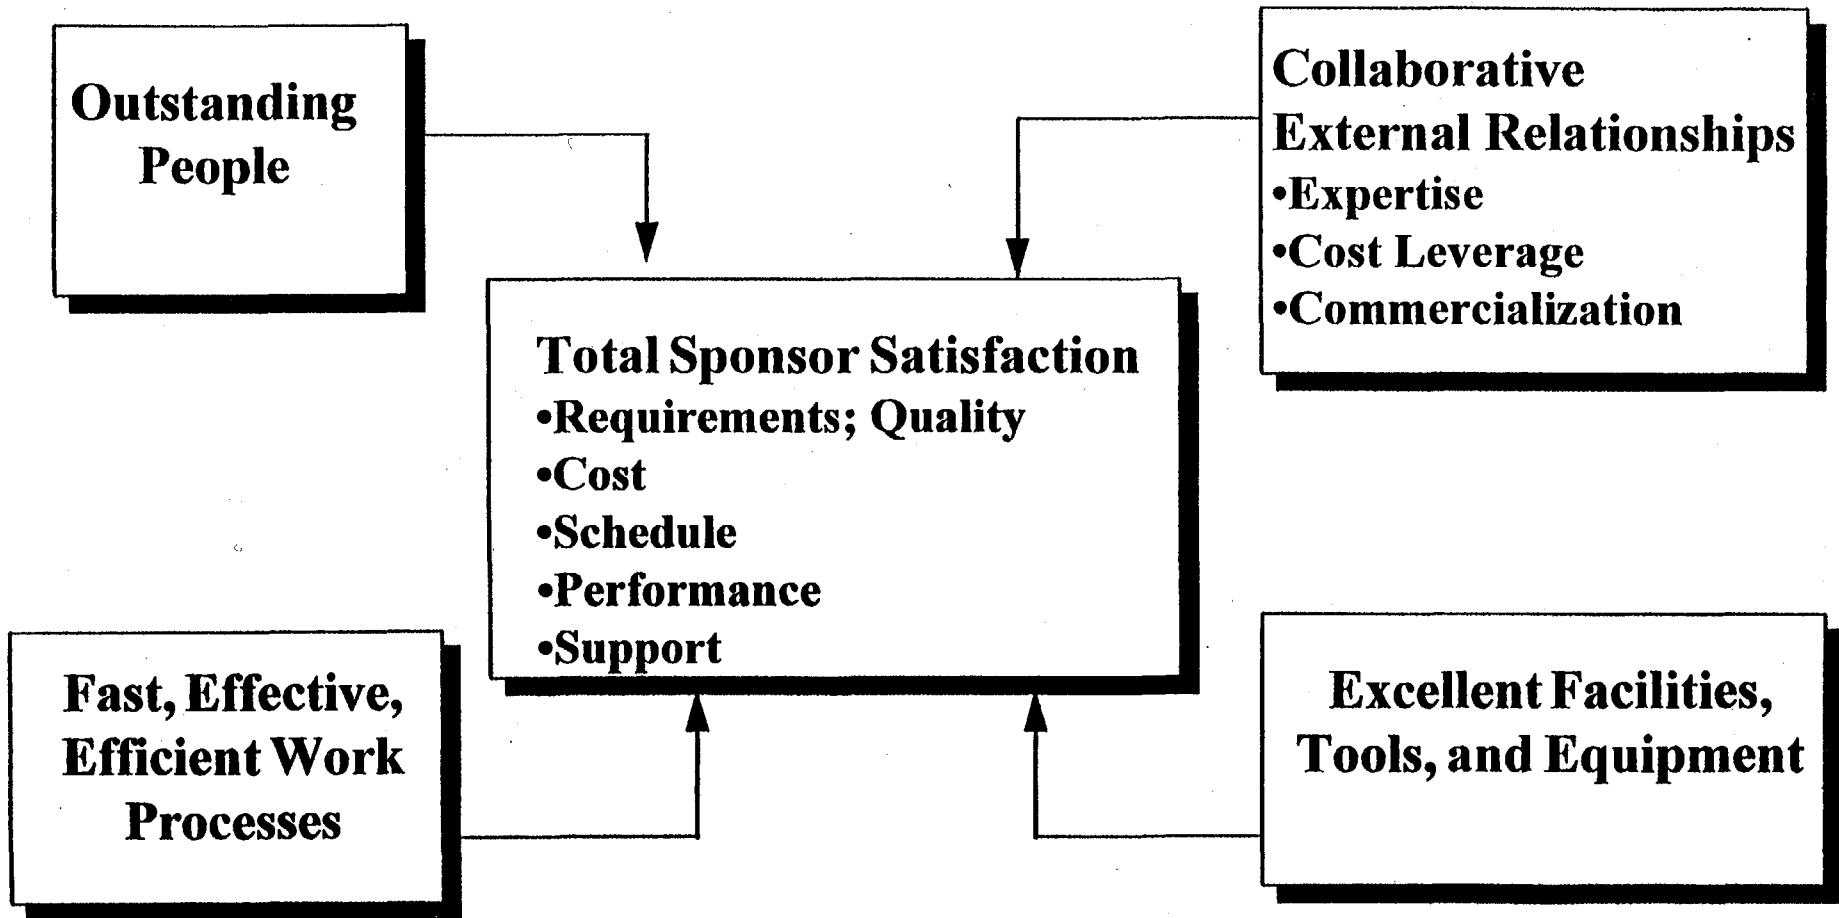 Outstanding
People
Collaborative
External Relationships
•Expertise
•Cost Leverage
•Commercialization
Total Sponsor Satisfaction
•Requirements; Quality
•Cost
•Schedule
•Performance
•Support
Fast, Effective,
Efficient Work
Processes
Excellent Facilities,
Tools, and Equipment